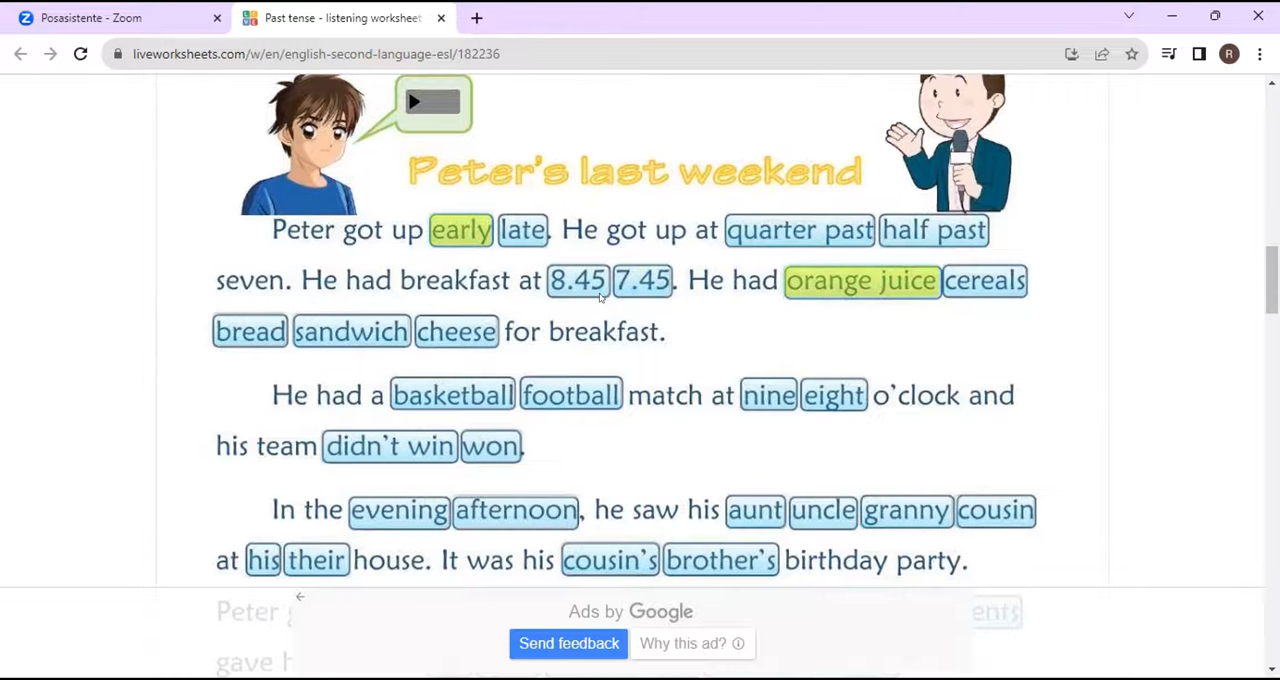 Posasistente - Zoom
Past tense - listening worksheet
liveworksheets.com/w/en/english-second-language-esl/182236
R
Peter's last weekend
Peter got up early late. He got up at quarter past half past
seven. He had breakfast at 8.45 7.45. He had orange juice cereals
bread sandwich cheese for breakfast.
He had a basketball football match at nine eight o'clock and
his team didn't win won.
In the evening afternoon, he saw his aunt uncle granny cousin
at his their house. It was his cousin's brother's birthday party.
Ads by Google
Peter
Send feedback Why this ad?
gave h